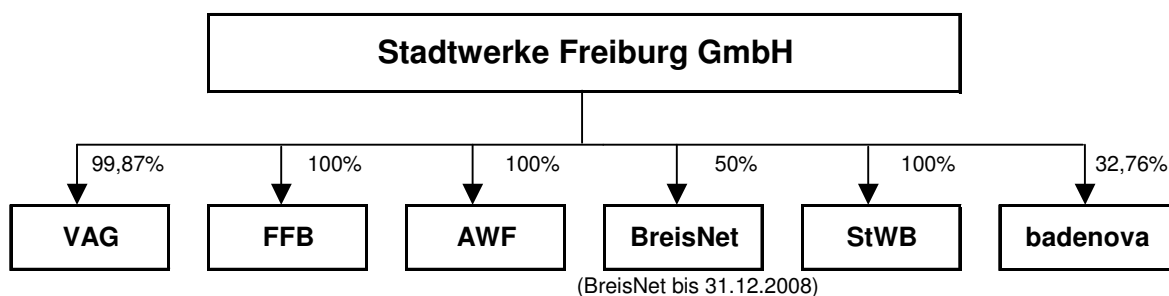 Stadtwerke Freiburg GmbH
99,87% 100% 100% 50% 100% 32,76%
VAG FFB AWF BreisNet StWB badenova
(BreisNet bis 31.12.2008)